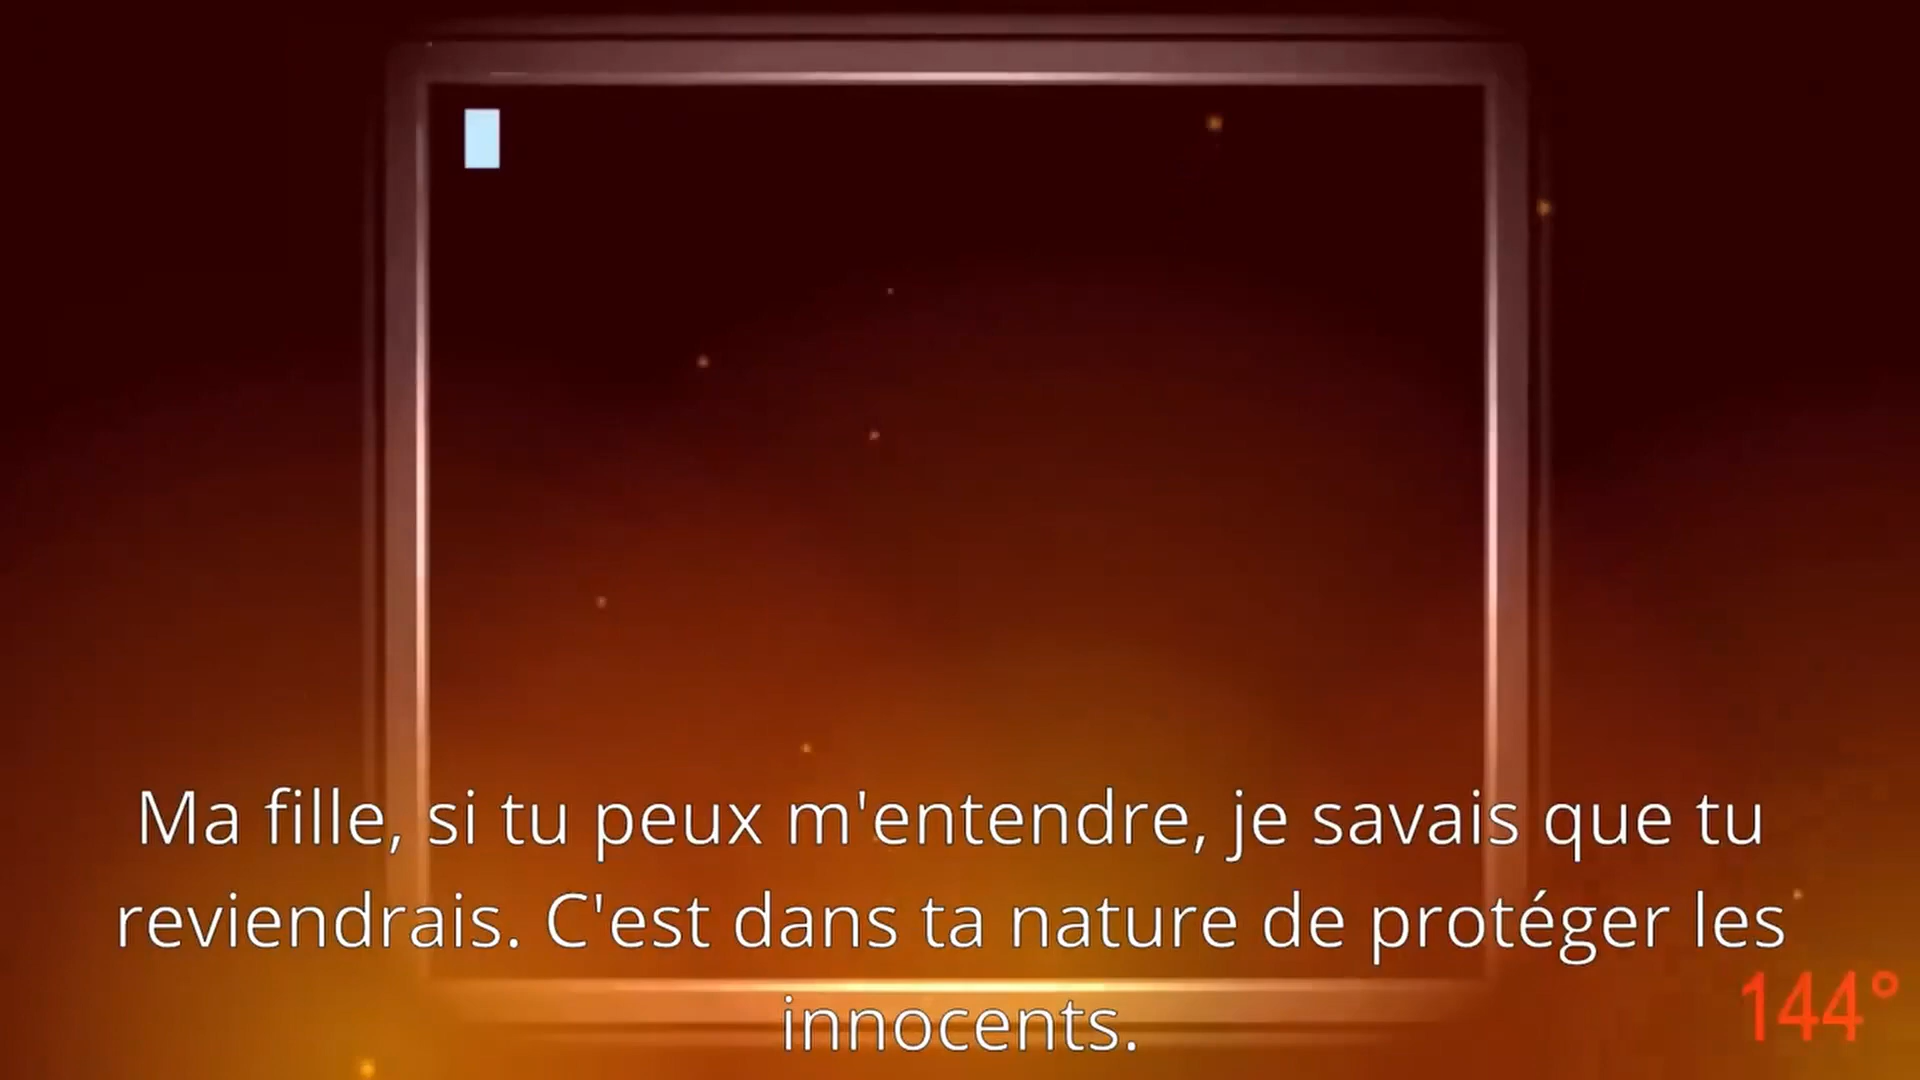 Ma fille, si tu peux m'entendre, je savais que tu
reviendrais. C'est dans ta nature de protéger les
innocents.
144°